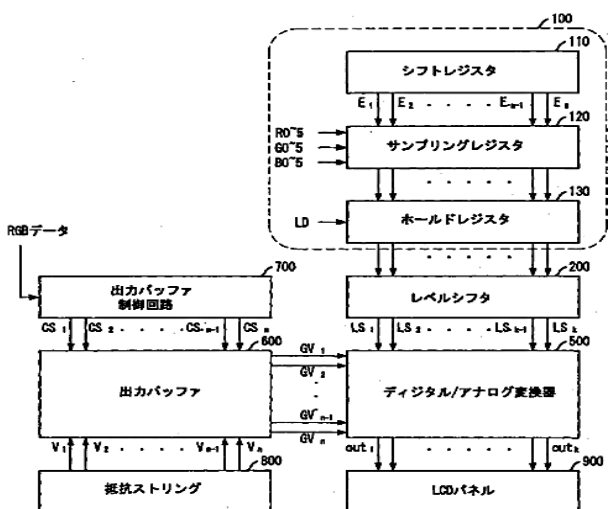 100
110
シフトレジスタ
E1 E2 ..... En-1 En
120
R0~5
G0~5
B0~5
サンプリングレジスタ
130
LD
ホールドレジスタ
RGBデータ
700
出力バッファ
制御回路
200
レベルシフタ
CS1 CS2 ..... CSn-1 CSn
LS1 LS2 ..... LSk-1 LSk
600
出力バッファ
GV1
GV2
GVn-1
GVn
500
ディジタル/アナログ変換器
V1 V2 ..... Vn-1 Vn
out1 ..... outk
800
抵抗ストリング
900
LCDパネル